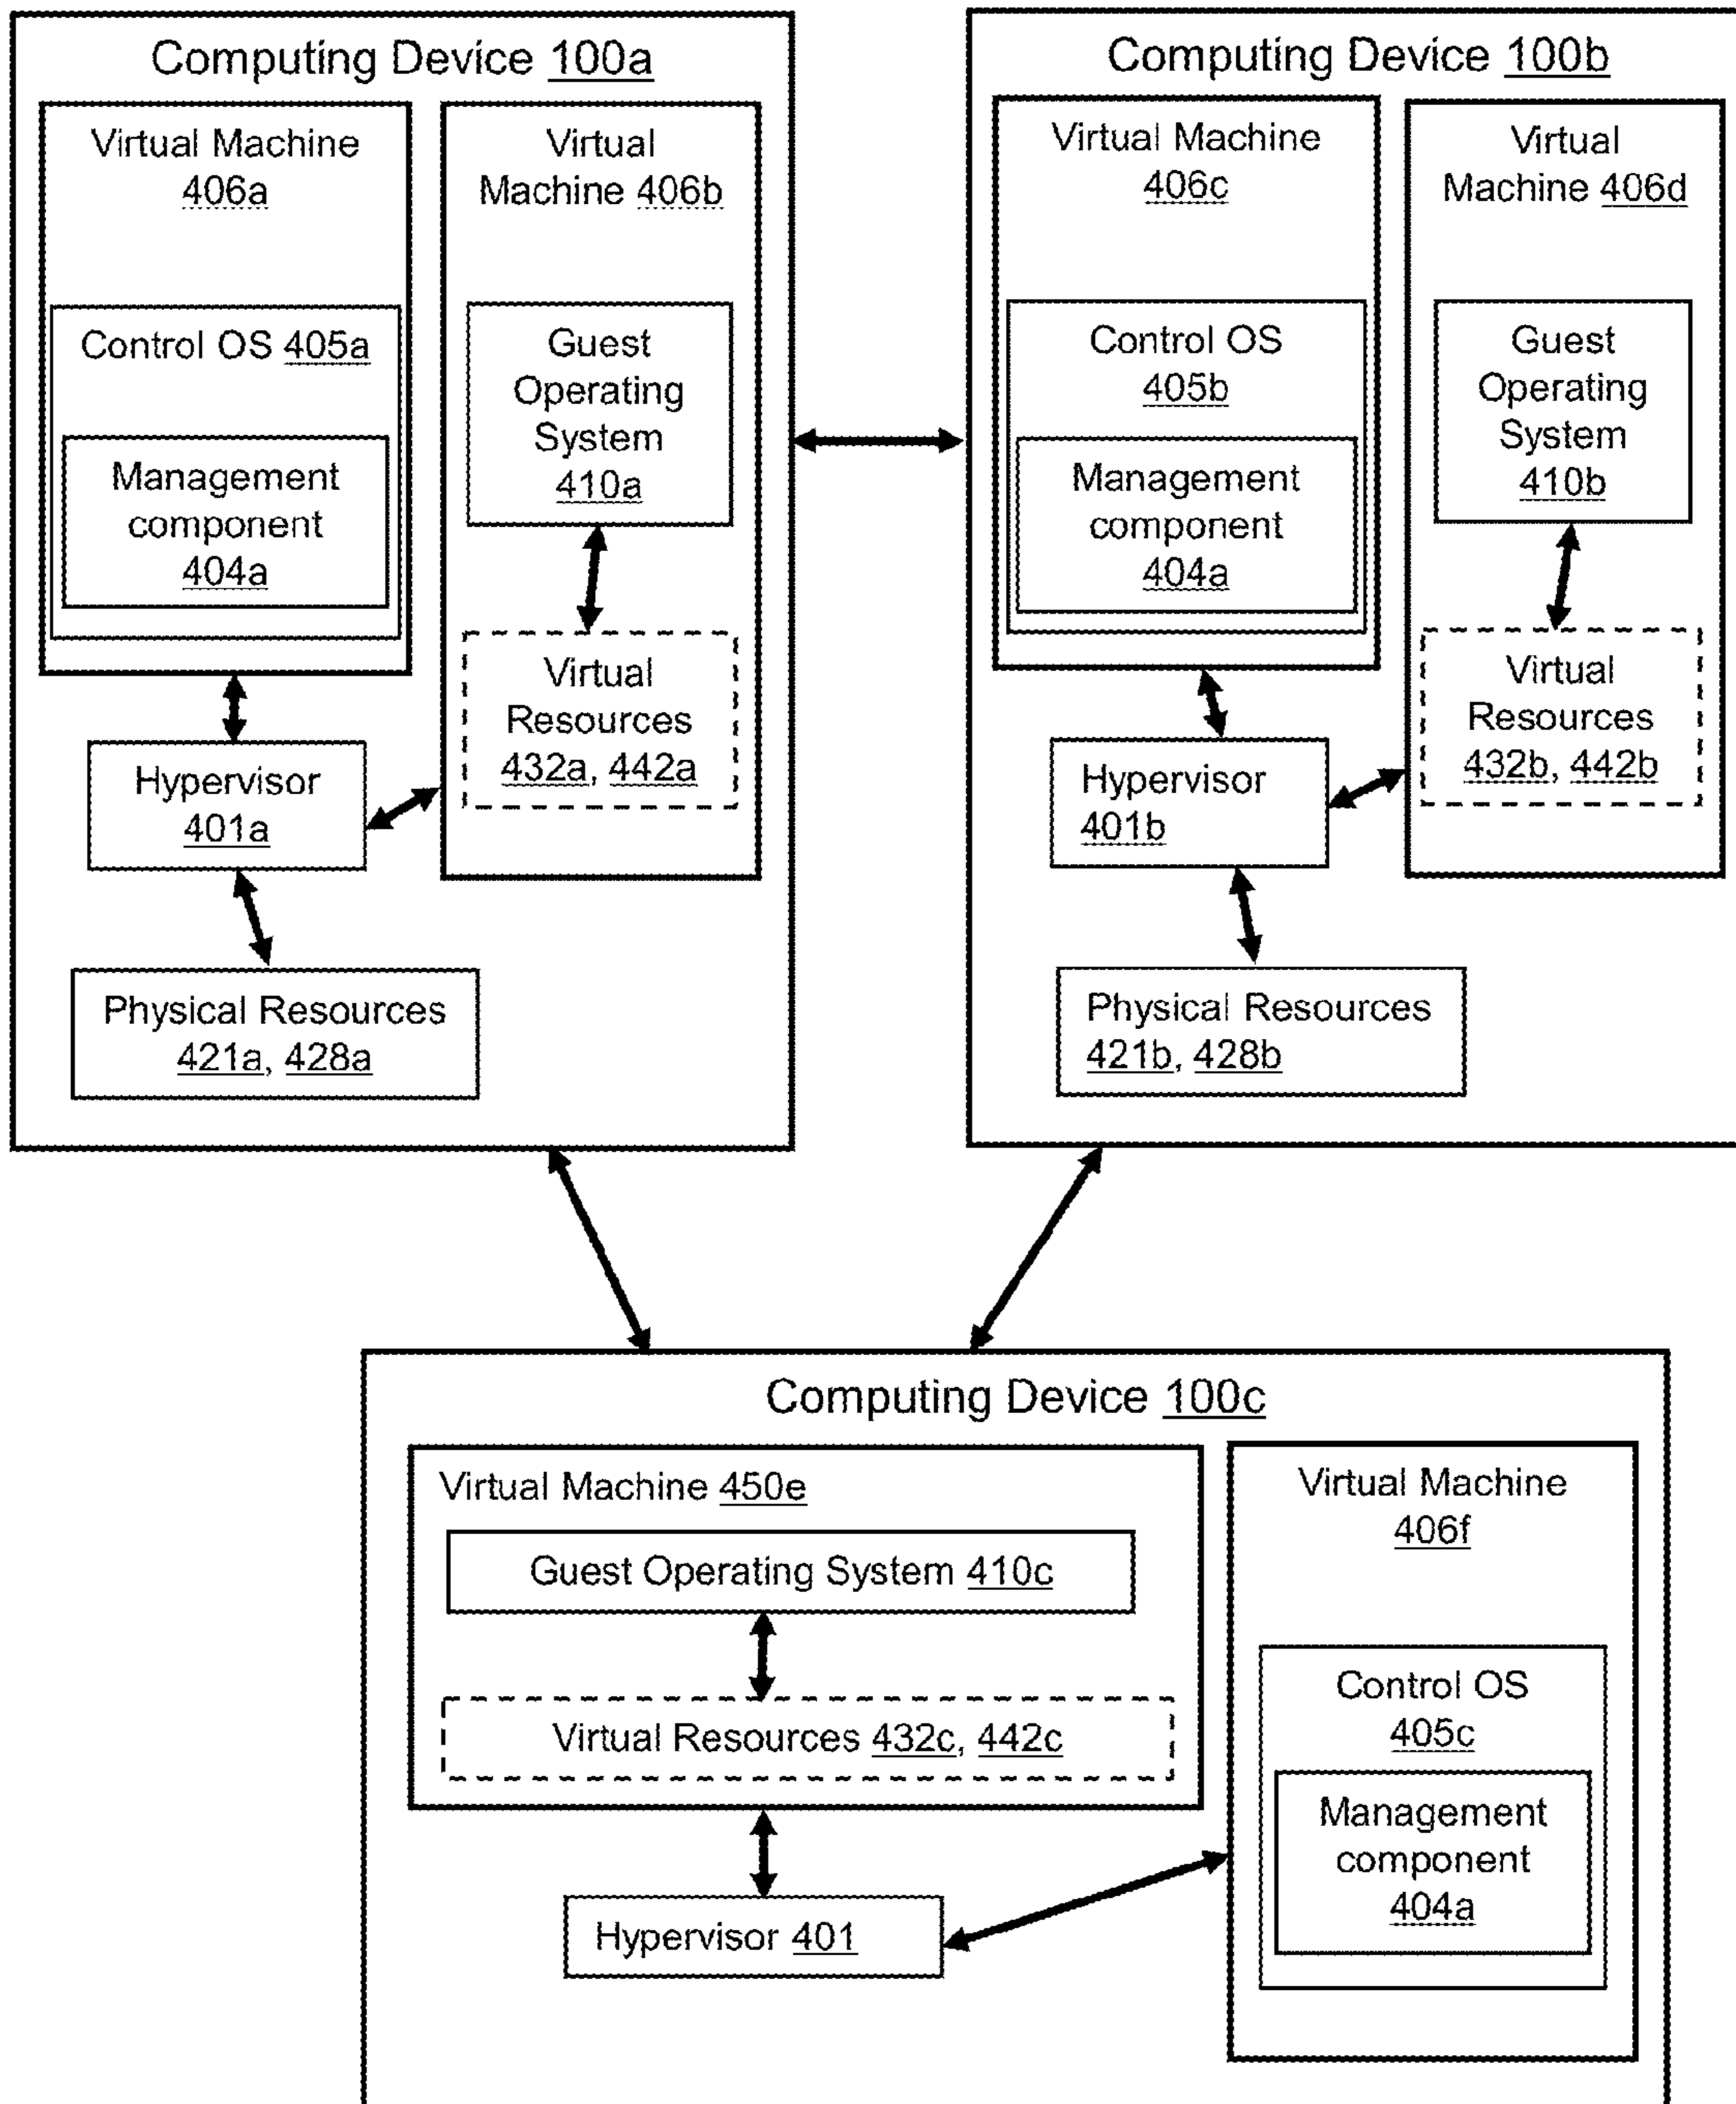 Computing Device 100a
Virtual Machine
406a
Control OS 405a
Management
component
404a
Virtual
Machine 406b
Guest
Operating
System
410a
Virtual
Resources
432a, 442a
Hypervisor
401a
Physical Resources
421a, 428a
Computing Device 100b
Virtual Machine
406c
Control OS
405b
Management
component
404a
Virtual
Machine 406d
Guest
Operating
System
410b
Virtual
Resources
432b, 442b
Hypervisor
401b
Physical Resources
421b, 428b
Computing Device 100c
Virtual Machine 450e
Guest Operating System 410c
Virtual Resources 432c, 442c
Hypervisor 401
Virtual Machine
406f
Control OS
405c
Management
component
404a